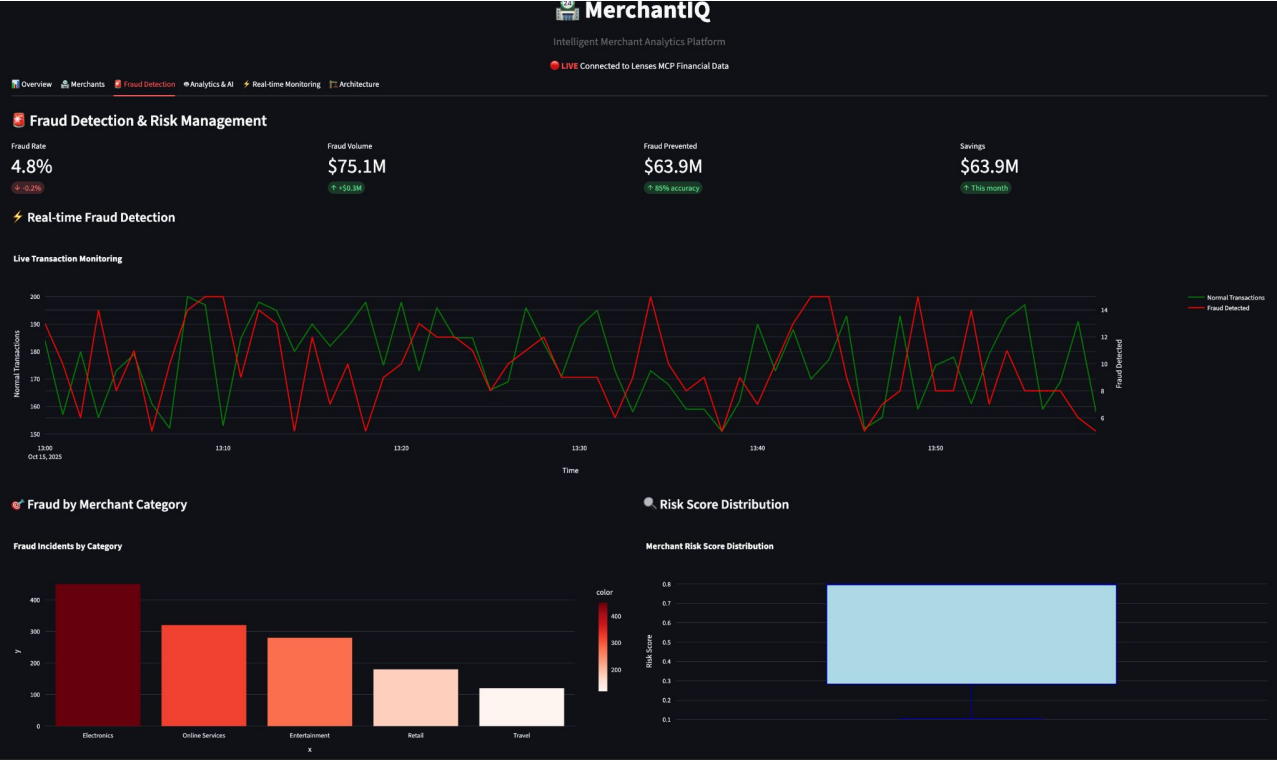 MerchantIQ
Intelligent Merchant Analytics Platform
LIVE Connected to Lenses MCP Financial Data
Overview Merchants Fraud Detection Analytics & AI Real-time Monitoring Architecture
Fraud Detection & Risk Management
Fraud Rate
4.8%
↓ -0.2%
Fraud Volume
$75.1M
↑ +$0.3M
Fraud Prevented
$63.9M
↑ 85% accuracy
Savings
$63.9M
↑ This month
Real-time Fraud Detection
Live Transaction Monitoring
Normal Transactions
200
190
180
170
160
150
14
12
10
8
6
Fraud Detected
Normal Transactions
Fraud Detected
13:00 13:10 13:20 13:30 13:40 13:50
Oct 15, 2025
Time
Fraud by Merchant Category
Fraud Incidents by Category
y
400
300
200
100
0
Electronics Online Services Entertainment Retail Travel
x
color
400
300
200
Risk Score Distribution
Merchant Risk Score Distribution
Risk Score
0.8
0.7
0.6
0.5
0.4
0.3
0.2
0.1